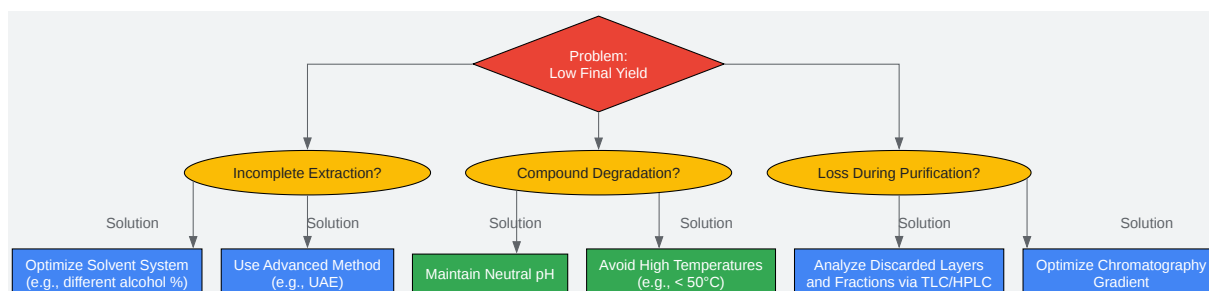 Problem:
Low Final Yield
Incomplete Extraction?
Compound Degradation?
Loss During Purification?
Solution
Solution
Solution
Solution
Solution
Solution
Optimize Solvent System
(e.g., different alcohol %)
Use Advanced Method
(e.g., UAE)
Maintain Neutral pH
Avoid High Temperatures
(e.g., < 50°C)
Analyze Discarded Layers
and Fractions via TLC/HPLC
Optimize Chromatography
Gradient